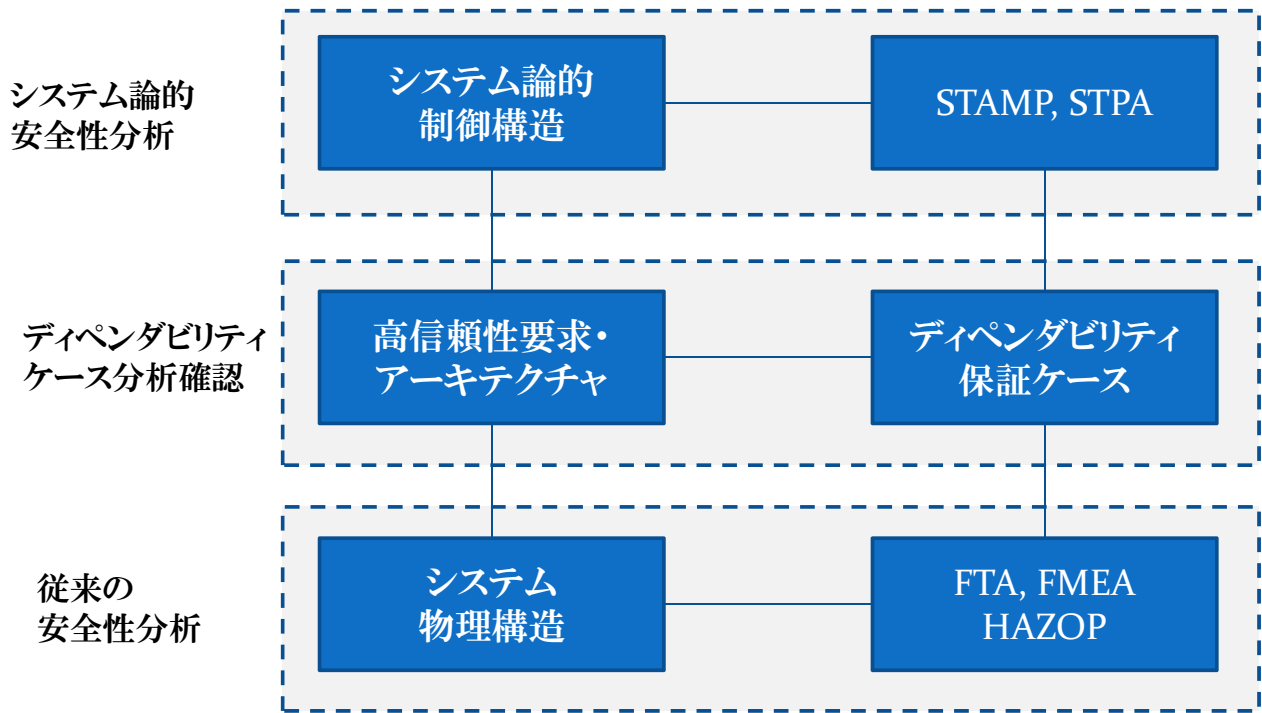 システム論的
安全性分析
システム論的
制御構造
STAMP, STPA
ディペンダビリティ
ケース分析確認
高信頼性要求・
アーキテクチャ
ディペンダビリティ
保証ケース
従来の
安全性分析
システム
物理構造
FTA, FMEA
HAZOP